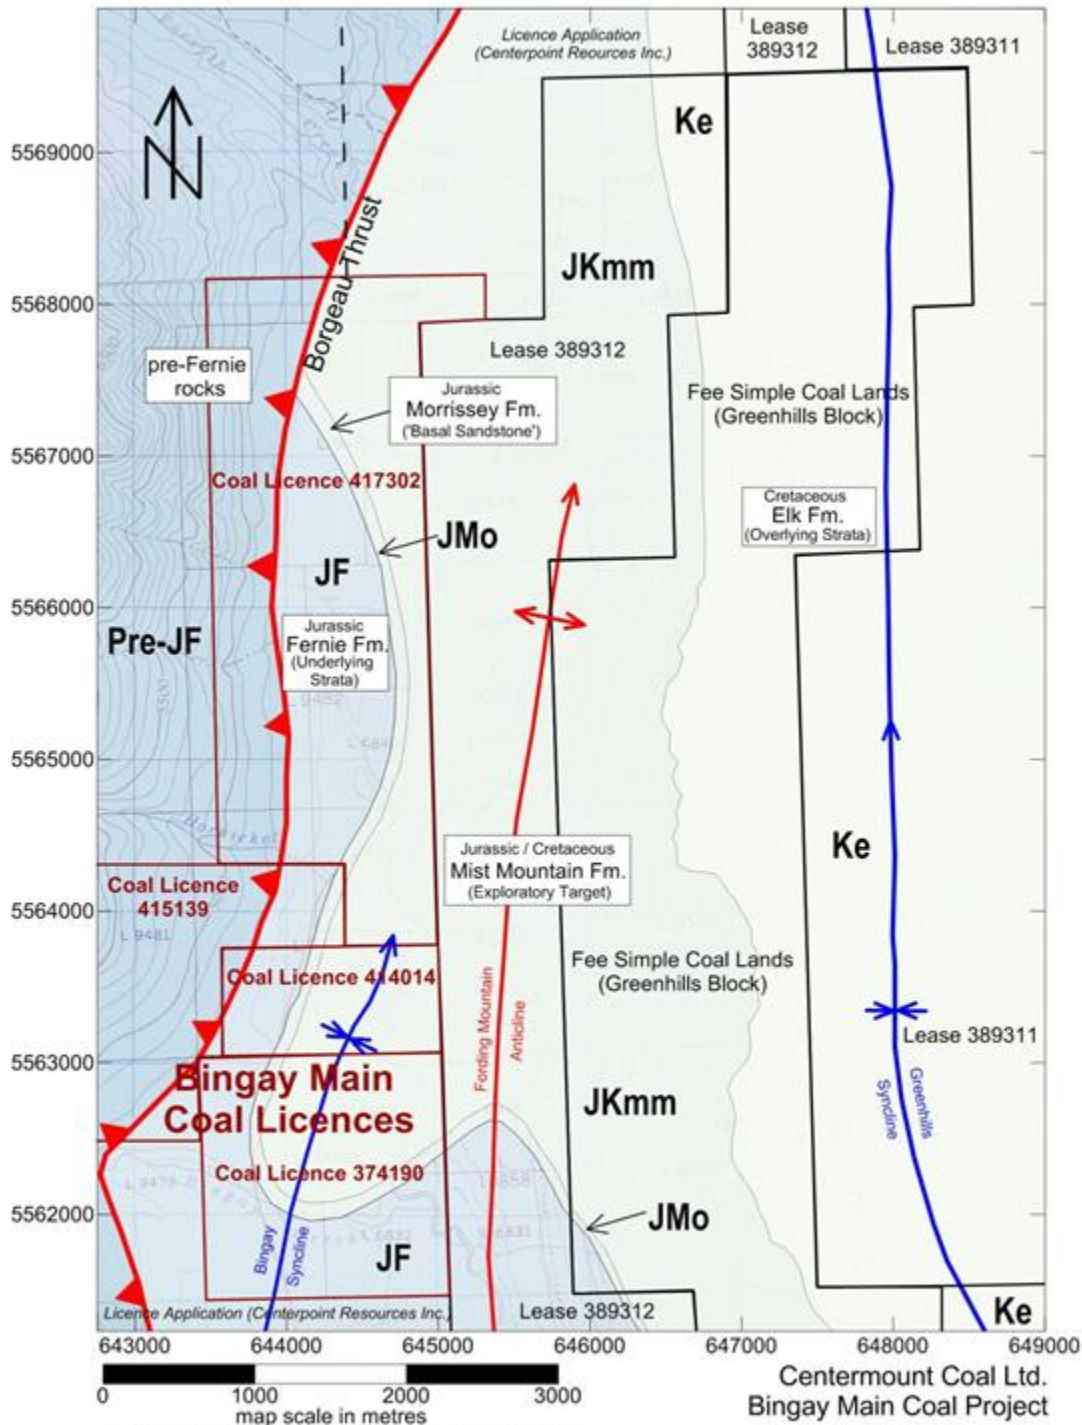 Licence Application
(Centerpoint Reources Inc.)
Lease
389312
Lease 389311
Ke
N
5569000
Borgeau Thrust
JKmm
5568000
Lease 389312
pre-Fernie
rocks
Jurassic
Morrissey Fm.
('Basal Sandstone')
Fee Simple Coal Lands
(Greenhills Block)
5567000
Coal Licence 417302
Cretaceous
Elk Fm.
(Overlying Strata)
JMo
JF
5566000
Pre-JF
Jurassic
Fernie Fm.
(Underlying
Strata)
L 9482
5565000
Ke
Jurassic / Cretaceous
Mist Mountain Fm.
(Exploratory Target)
Coal Licence
415139
5564000
L 9481
Fee Simple Coal Lands
(Greenhills Block)
Coal Licence 414014
Fording Mountain
Anticline
Lease 389311
5563000
Bingay Main
Coal Licences
JKmm
Greenhills
Syncline
Coal Licence 374190
5562000
JMo
Bingay
Syncline
JF
Licence Application (Centerpoint Resources Inc.)
Lease 389312
Ke
643000
644000
645000
646000
647000
648000
649000
0
1000
2000
3000
map scale in metres
Centermount Coal Ltd.
Bingay Main Coal Project